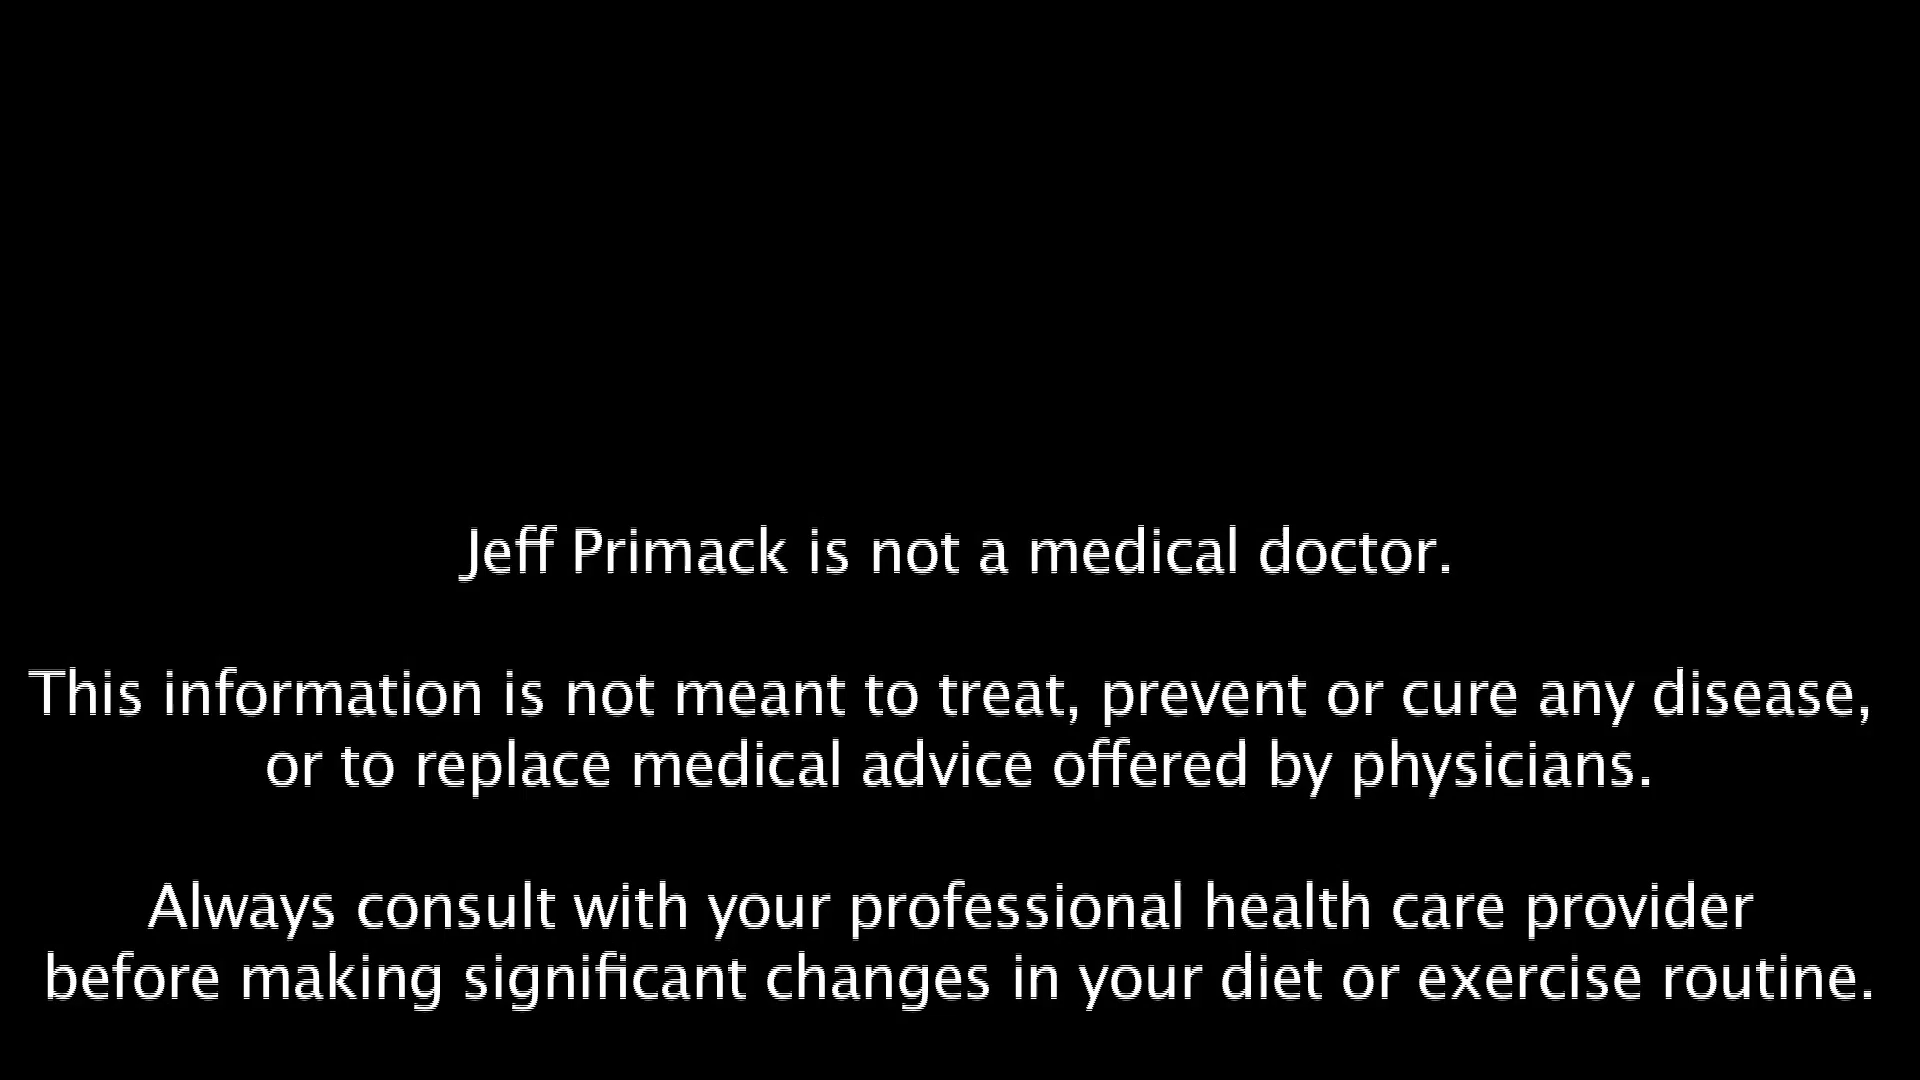 Jeff Primack is not a medical doctor.
This information is not meant to treat, prevent or cure any disease,
or to replace medical advice offered by physicians.
Always consult with your professional health care provider
before making significant changes in your diet or exercise routine.